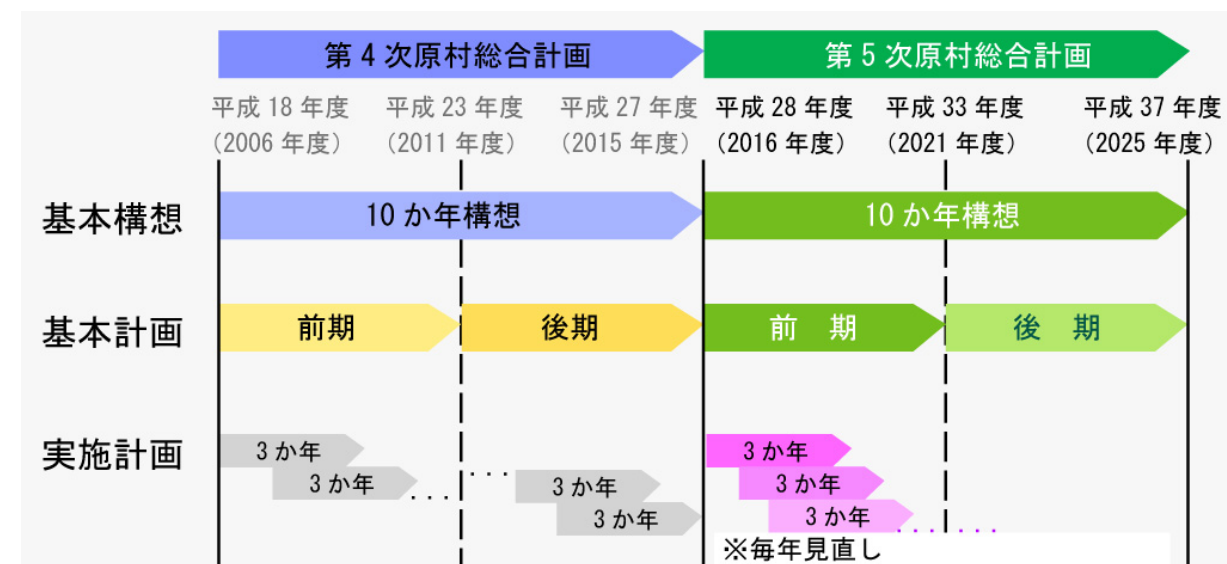 第4次原村総合計画 第5次原村総合計画
平成 18 年度 平成 23 年度 平成 27 年度 平成 28 年度 平成 33 年度 平成 37 年度
（2006 年度） （2011 年度） （2015 年度） （2016 年度） （2021 年度） （2025 年度）
基本構想 10 か年構想 10 か年構想
基本計画 前期 後期 前　期 後　期
実施計画 3 か年 3 か年
3 か年 ... ... 3 か年 3 か年
3 か年 3 か年 ........
※毎年見直し